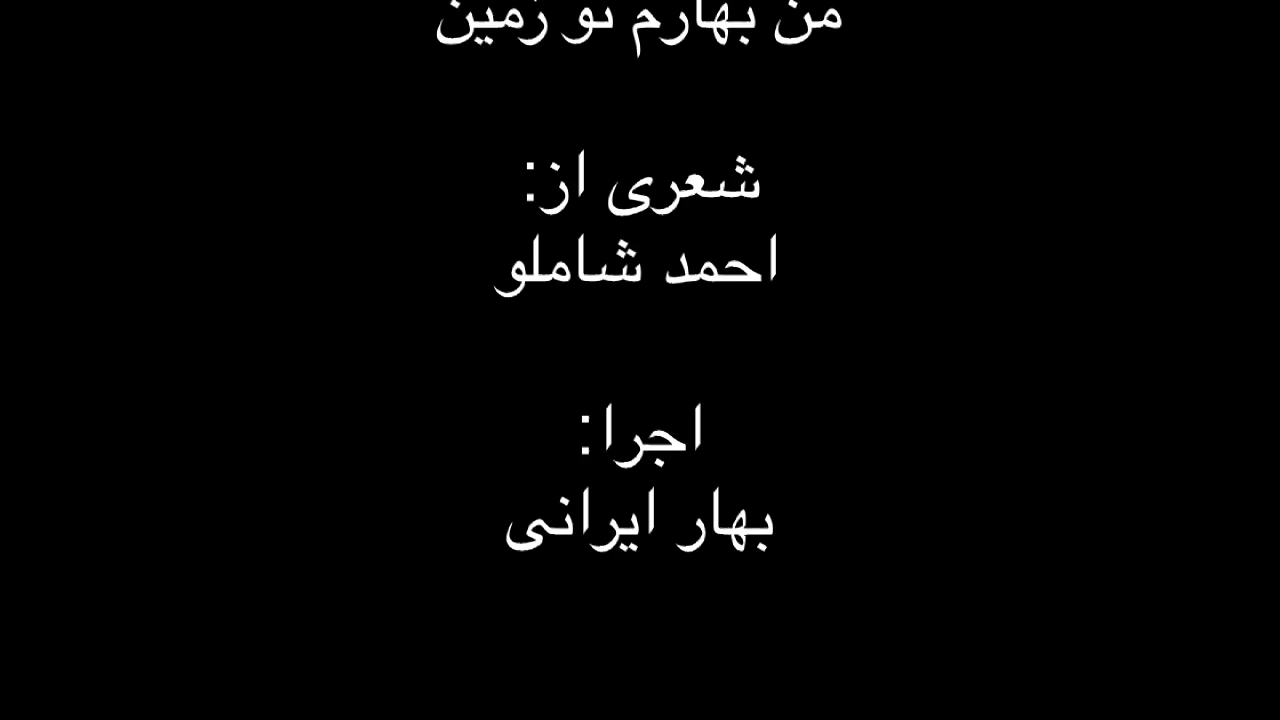 من بهارم تو زمین
شعری از:
احمد شاملو
اجرا:
بهار ایرانی